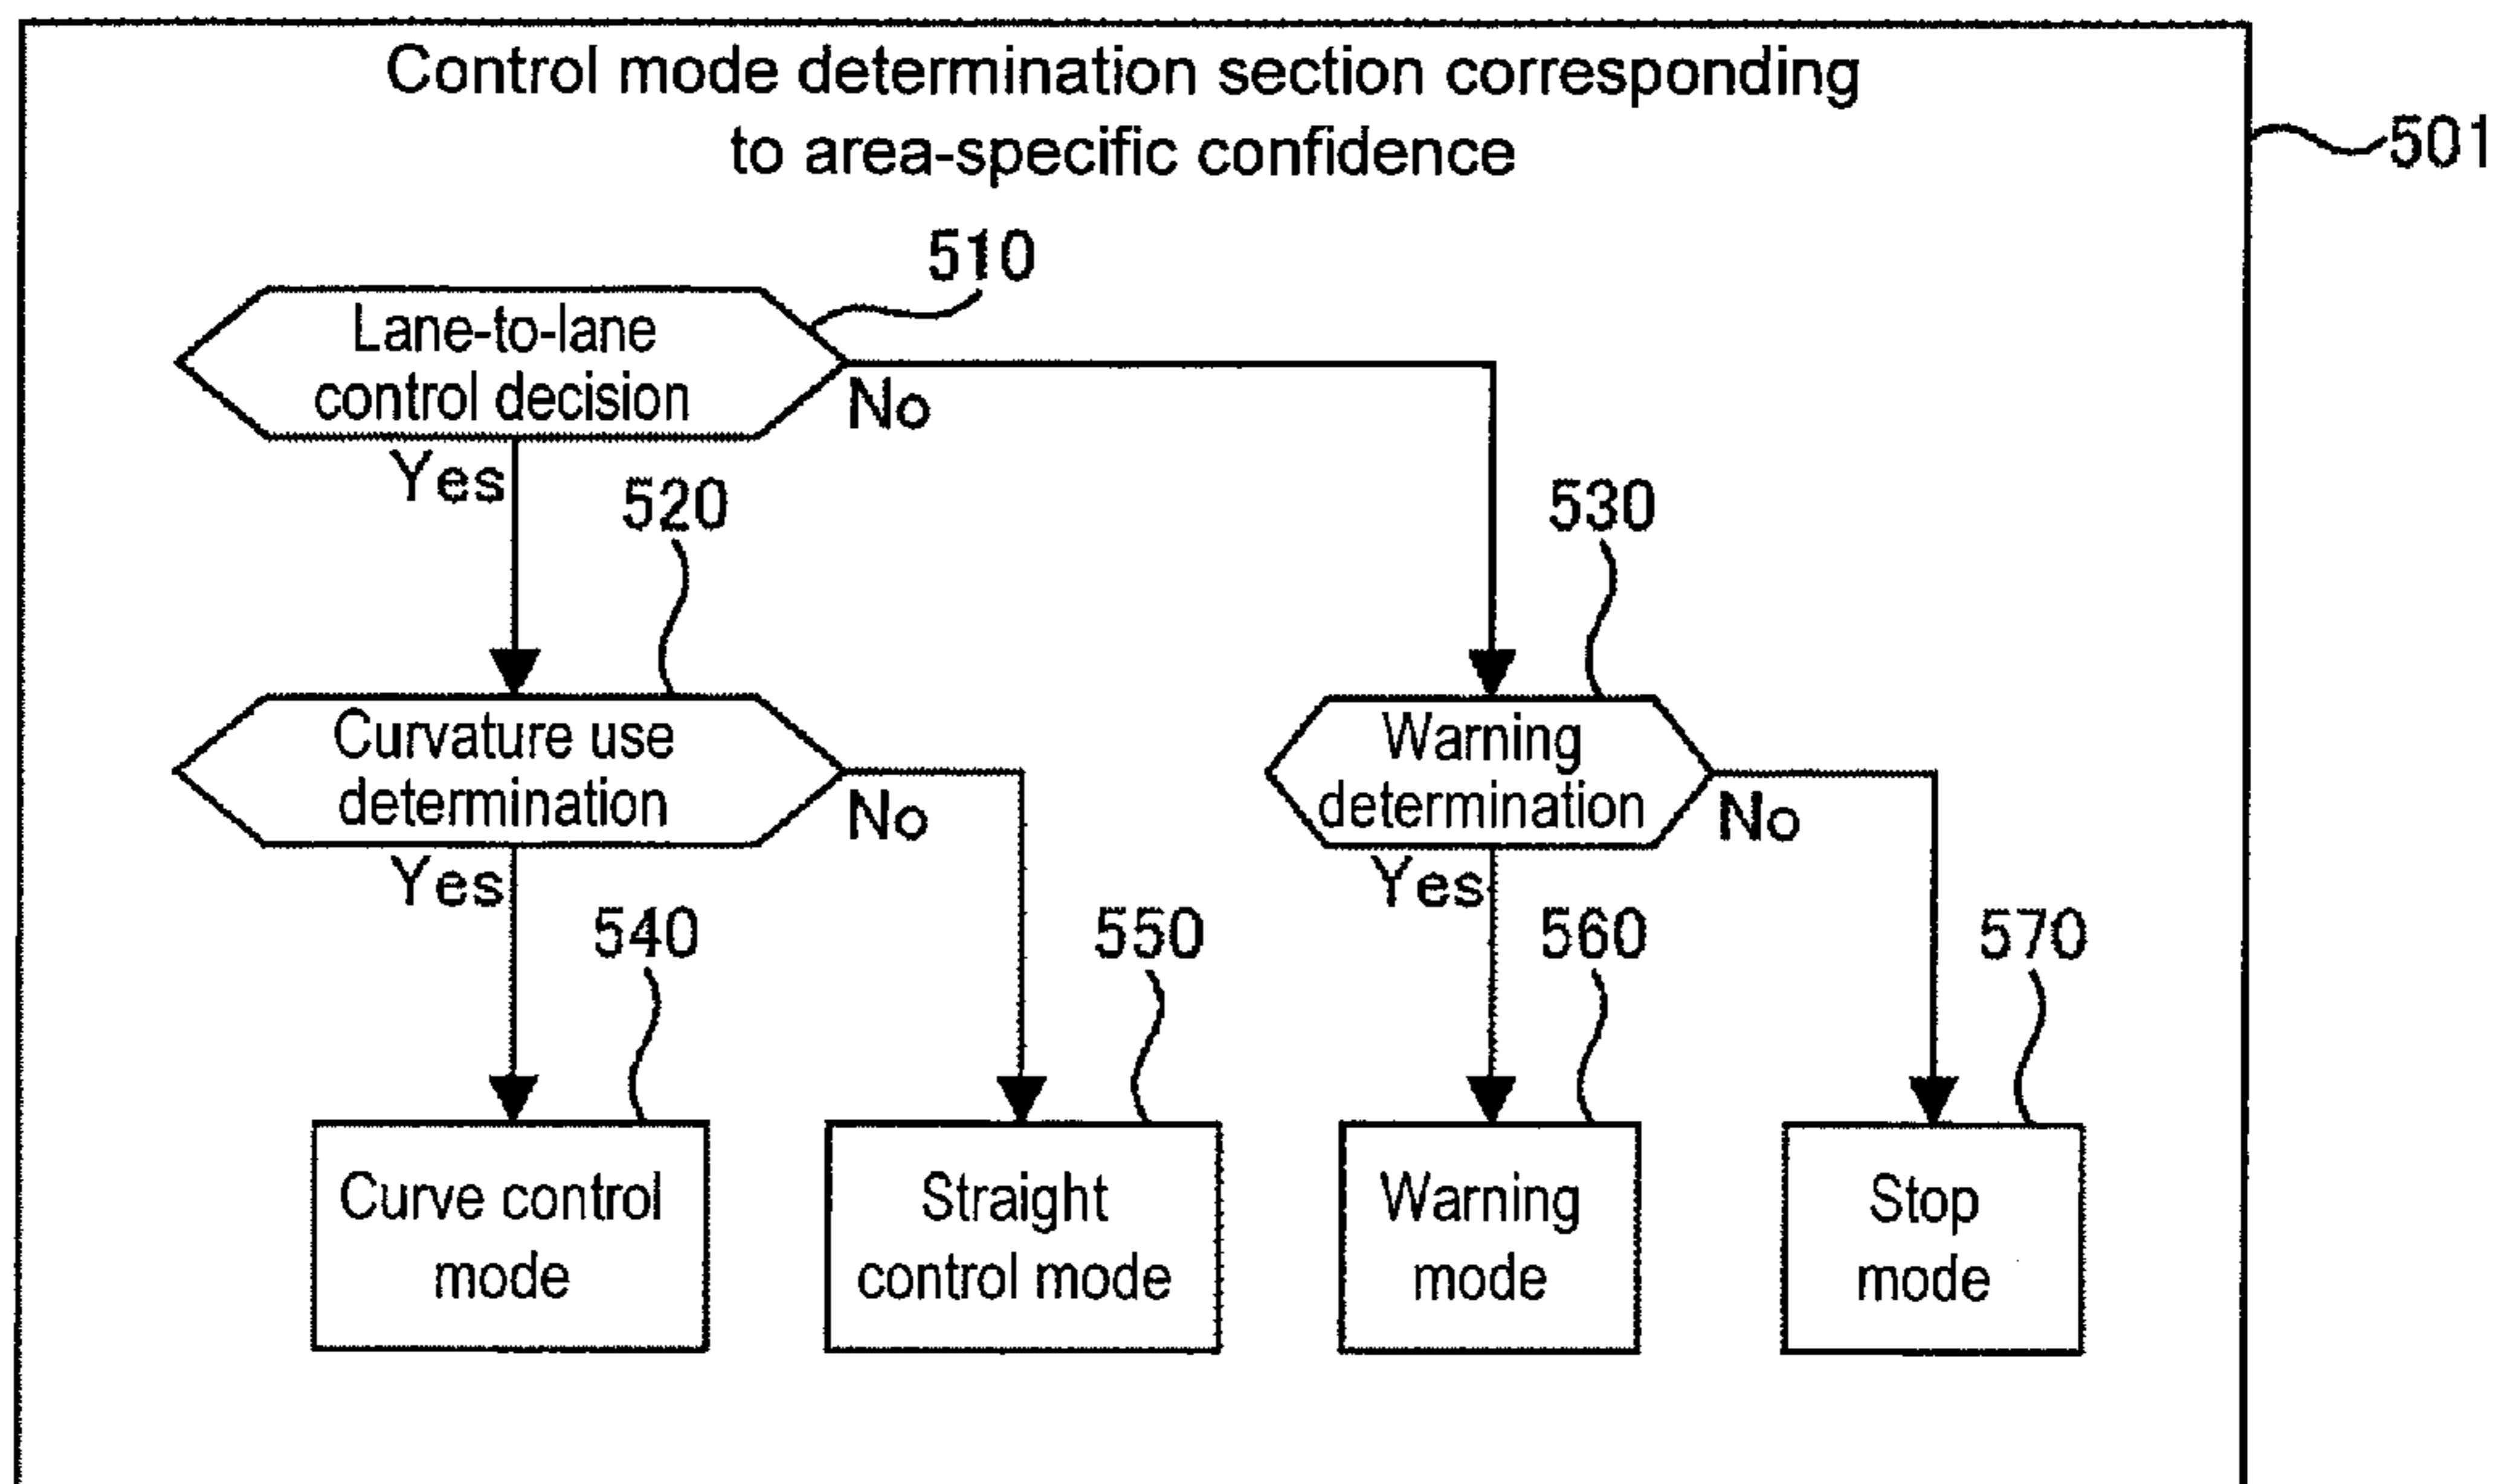 Control mode determination section corresponding
to area-specific confidence
501
510
Lane-to-lane
control decision
No
Yes
520
530
Curvature use
determination
No
Yes
Warning
determination
No
Yes
540
550
560
570
Curve control
mode
Straight
control mode
Warning
mode
Stop
mode